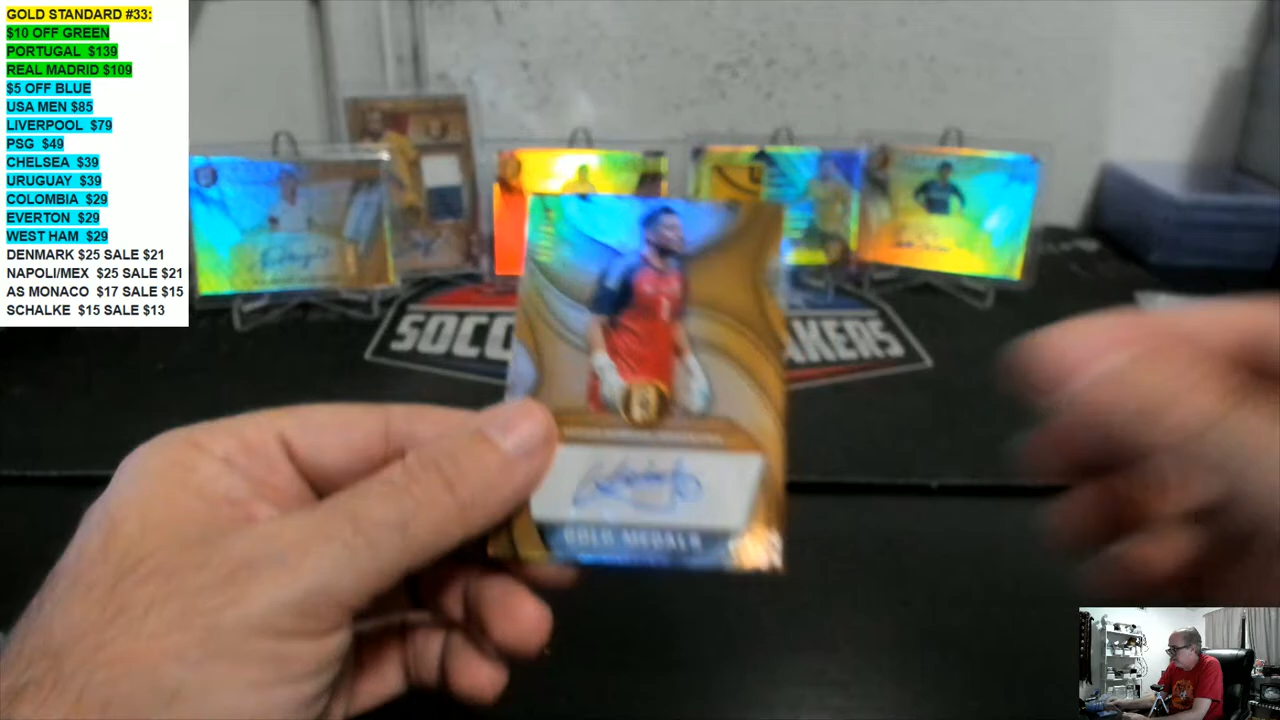 GOLD STANDARD #33:
$10 OFF GREEN
PORTUGAL $139
REAL MADRID $109
$5 OFF BLUE
USA MEN $85
LIVERPOOL $79
PSG $49
CHELSEA $39
URUGUAY $39
COLOMBIA $29
EVERTON $29
WEST HAM $29
DENMARK $25 SALE $21
NAPOLI/MEX $25 SALE $21
AS MONACO $17 SALE $15
SCHALKE $15 SALE $13
SOCC AKERS
GOLD MEDALS